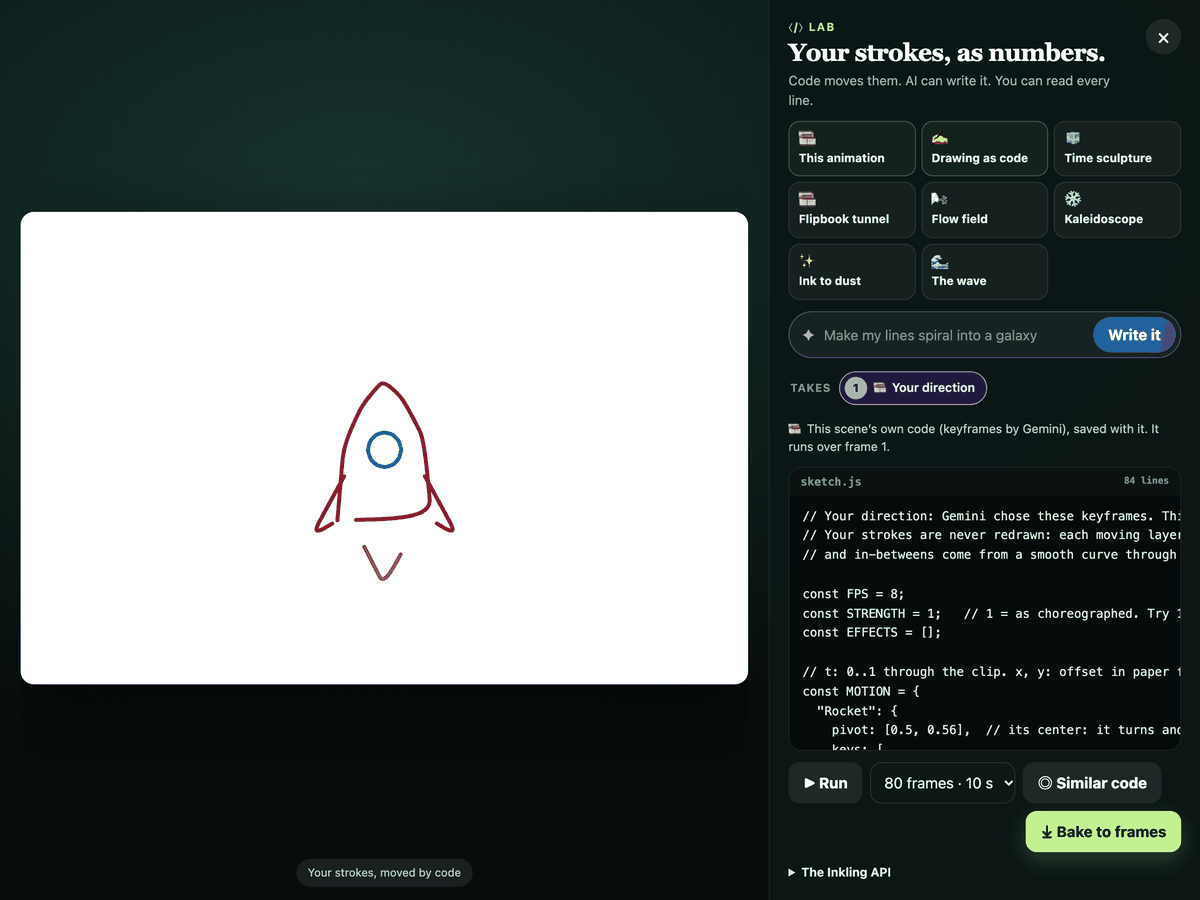 </> LAB
Your strokes, as numbers.
Code moves them. AI can write it. You can read every
line.
This animation
Drawing as code
Time sculpture
Flipbook tunnel
Flow field
Kaleidoscope
Ink to dust
The wave
Make my lines spiral into a galaxy
Write it
TAKES
1 Your direction
This scene’s own code (keyframes by Gemini), saved with it. It
runs over frame 1.
sketch.js
84 lines
// Your direction: Gemini chose these keyframes. Thi
// Your strokes are never redrawn: each moving layer
// and in-betweens come from a smooth curve through
const FPS = 8;
const STRENGTH = 1;   // 1 = as choreographed. Try 1
const EFFECTS = [];
// t: 0..1 through the clip. x, y: offset in paper
const MOTION = {
"Rocket": {
pivot: [0.5, 0.56],  // its center: it turns and
keys: [
Run
80 frames · 10 s
Similar code
Bake to frames
The Inkling API
Your strokes, moved by code